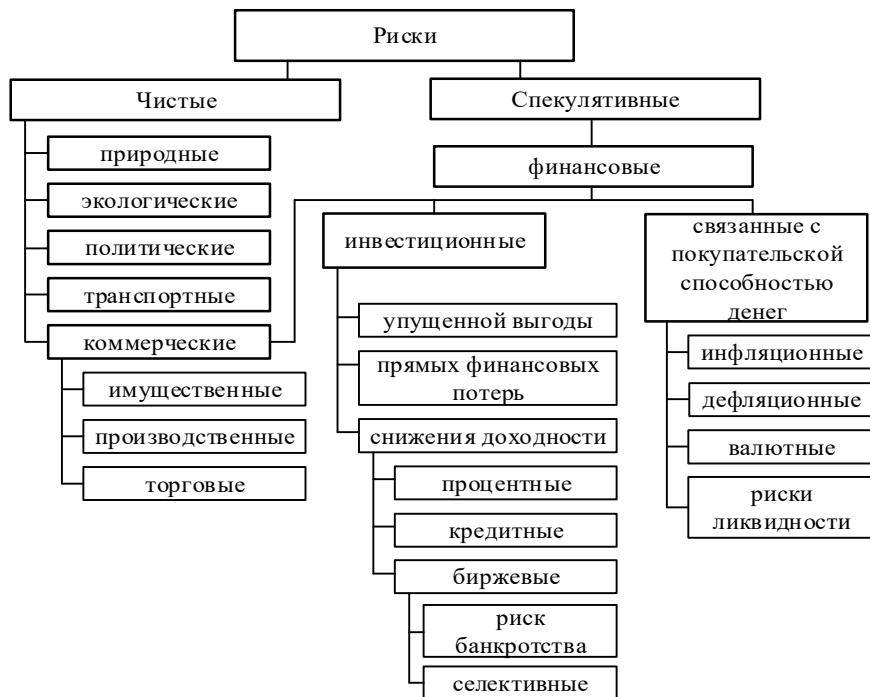 Риски
Чистые
Спекулятивные
природные
экологические
политические
транспортные
коммерческие
имущественные
производственные
торговые
финансовые
инвестиционные
упущенной выгоды
прямых финансовых
потерь
снижения доходности
процентные
кредитные
биржевые
риск
банкротства
селективные
связанные с
покупательской
способностью
денег
инфляционные
дефляционные
валютные
риски
ликвидности